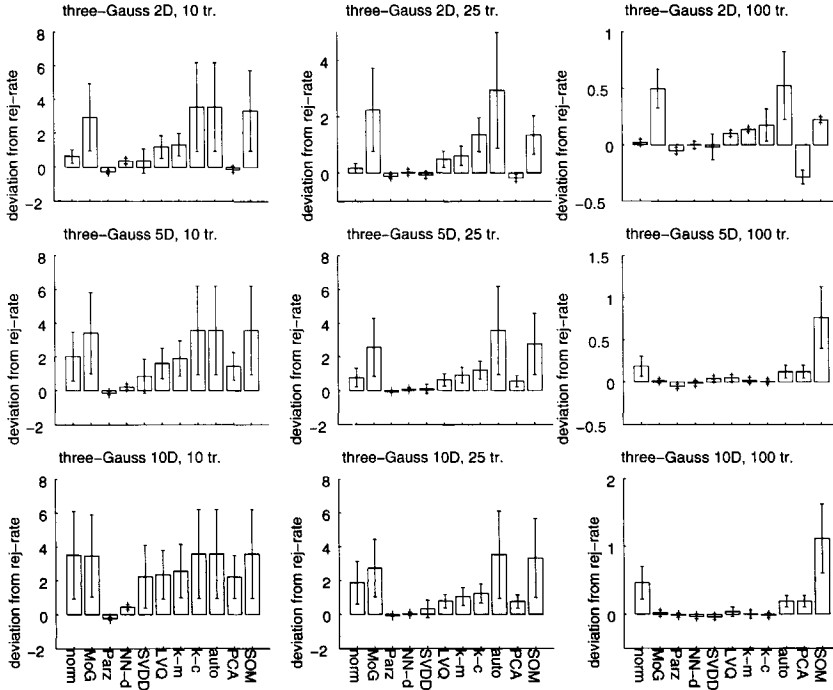 three-Gauss 2D, 10 tr.
three-Gauss 2D, 25 tr.
three-Gauss 2D, 100 tr.
deviation from rej-rate
8
6
4
2
0
-2
deviation from rej-rate
4
2
0
deviation from rej-rate
1
0.5
0
-0.5
three-Gauss 5D, 10 tr.
three-Gauss 5D, 25 tr.
three-Gauss 5D, 100 tr.
deviation from rej-rate
8
6
4
2
0
-2
deviation from rej-rate
8
6
4
2
0
-2
deviation from rej-rate
1.5
1
0.5
0
-0.5
three-Gauss 10D, 10 tr.
three-Gauss 10D, 25 tr.
three-Gauss 10D, 100 tr.
deviation from rej-rate
8
6
4
2
0
-2
deviation from rej-rate
8
6
4
2
0
-2
deviation from rej-rate
2
1
0
norm MoG Parz NN-d SVDD LVQ k-m k-c auto PCA SOM
norm MoG Parz NN-d SVDD LVQ k-m k-c auto PCA SOM
norm MoG Parz NN-d SVDD LVQ k-m k-c auto PCA SOM